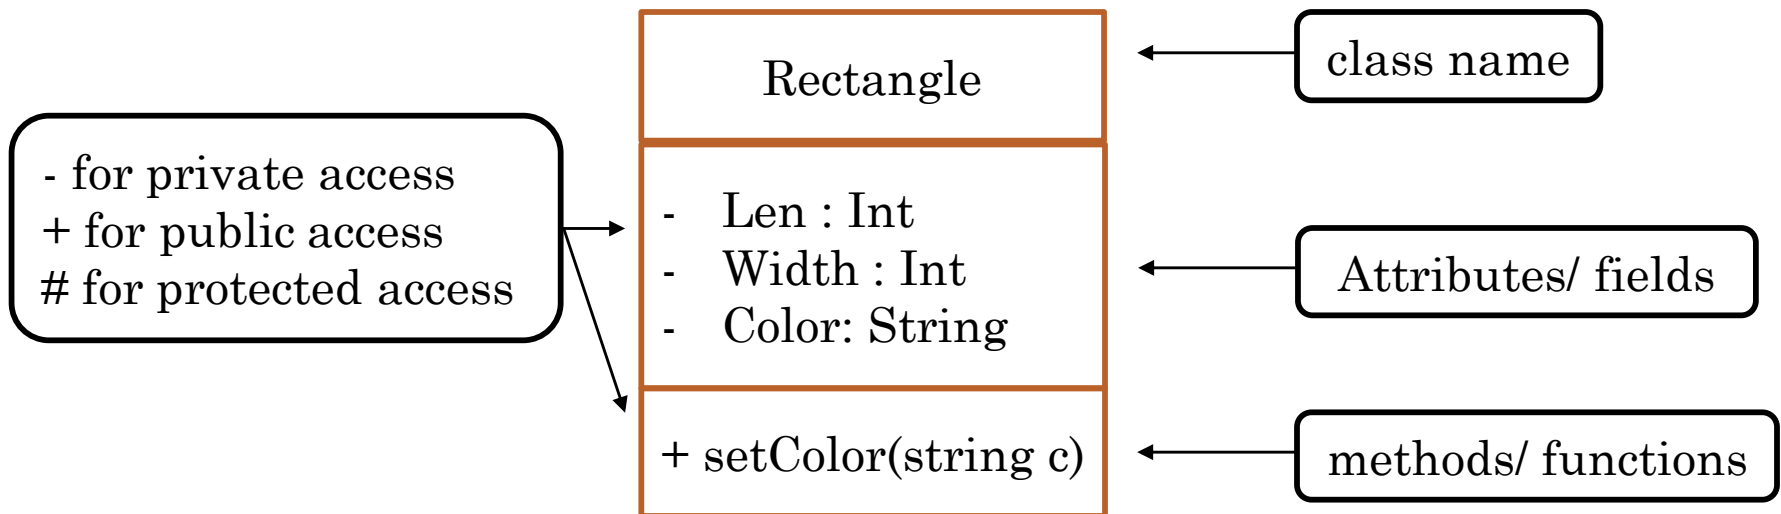 Rectangle
class name
- for private access
+ for public access
# for protected access
- Len : Int
- Width : Int
- Color: String
Attributes/ fields
+ setColor(string c)
methods/ functions